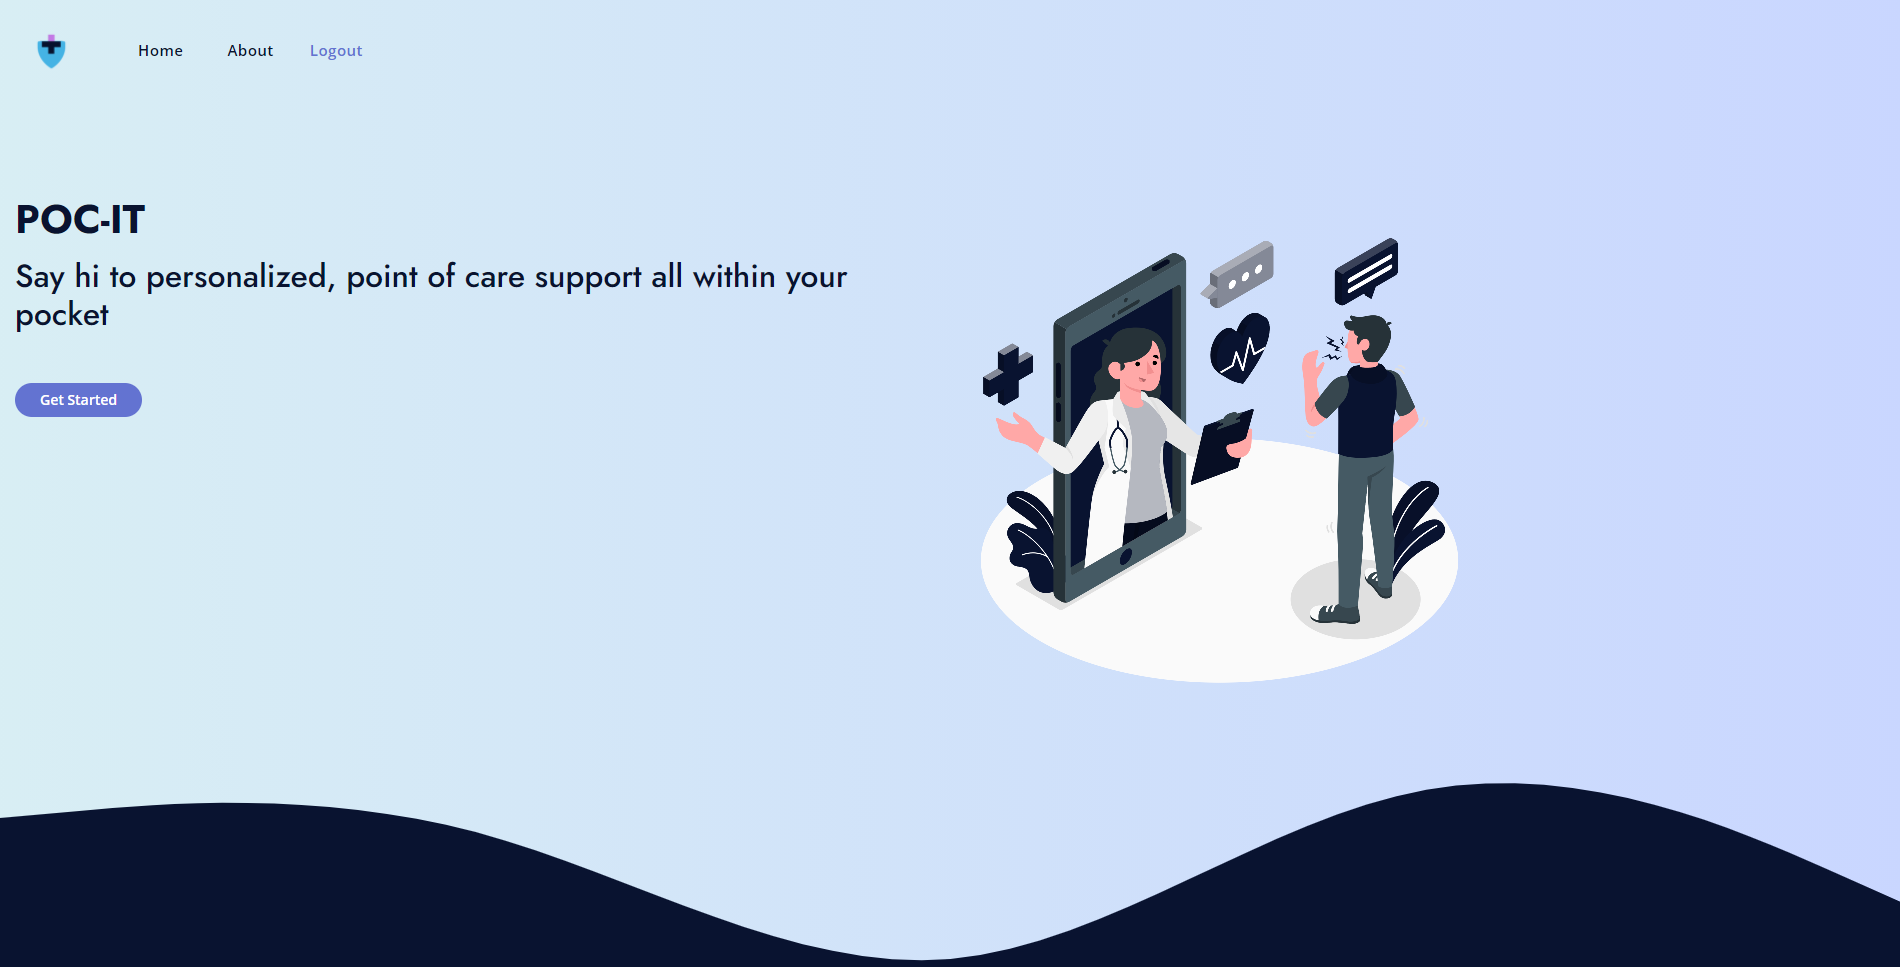 Home About Logout
POC-IT
Say hi to personalized, point of care support all within your
pocket
Get Started